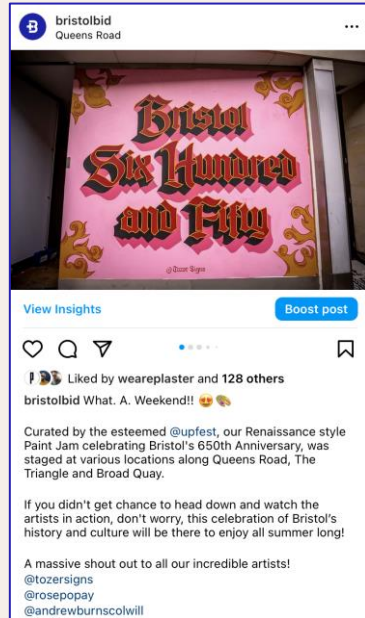 bristolbid
Queens Road
Bristol
Six Hundred
and Fifty
@Tozer Signs
View Insights
Boost post
Liked by weareplaster and 128 others
bristolbid What. A. Weekend!! 😍🎨
Curated by the esteemed @upfest, our Renaissance style
Paint Jam celebrating Bristol's 650th Anniversary, was
staged at various locations along Queens Road, The
Triangle and Broad Quay.
If you didn't get chance to head down and watch the
artists in action, don't worry, this celebration of Bristol's
history and culture will be there to enjoy all summer long!
A massive shout out to all our incredible artists!
@tozersigns
@rosepopay
@andrewburnscolwill